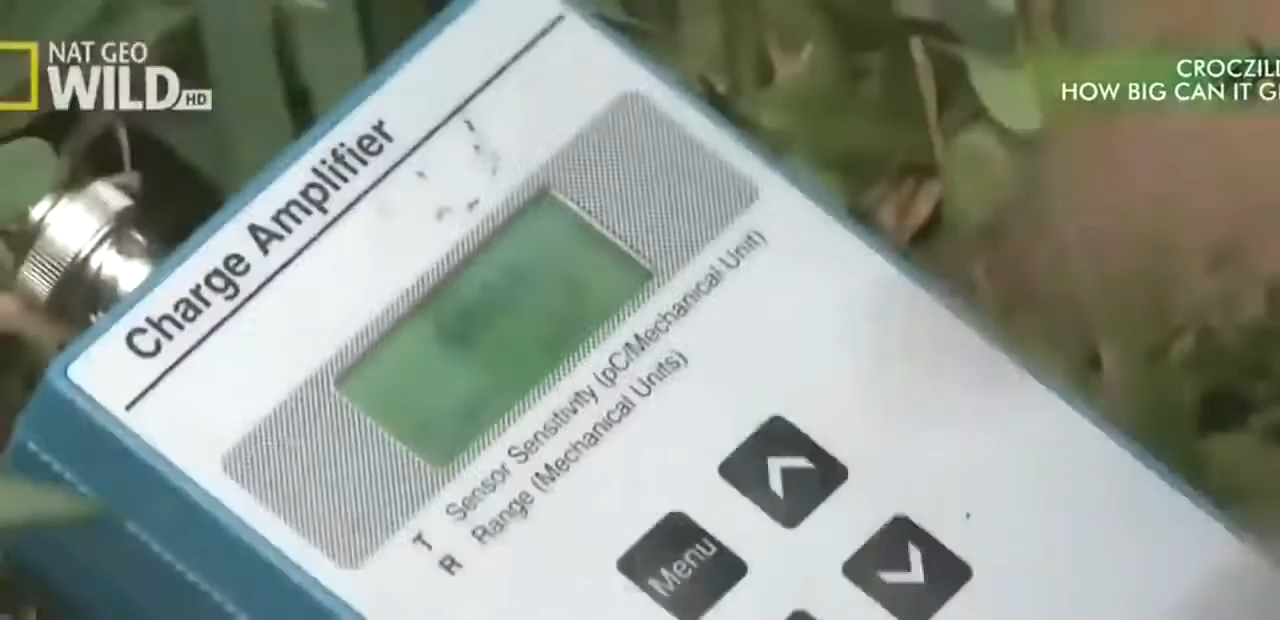 NAT GEO
WILD HD
CROCZIL
HOW BIG CAN IT G
Charge Amplifier
T Sensor Sensitivity (pC/Mechanical Unit)
R Range (Mechanical Units)
Menu